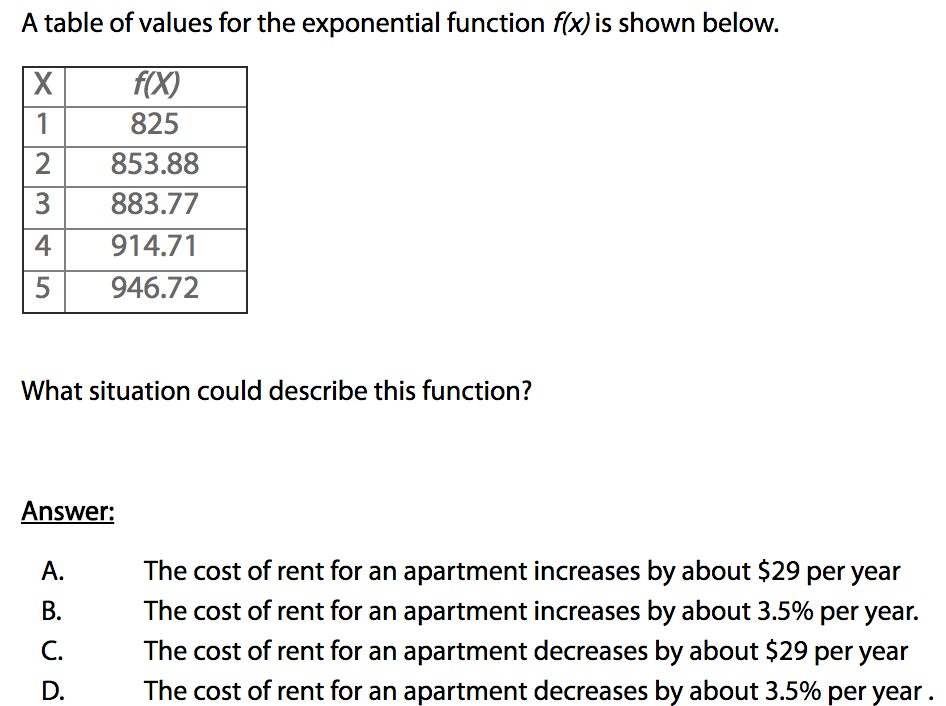 A table of values for the exponential function f(x) is shown below.
X f(X)
1 825
2 853.88
3 883.77
4 914.71
5 946.72
What situation could describe this function?
Answer:
A. The cost of rent for an apartment increases by about $29 per year
B. The cost of rent for an apartment increases by about 3.5% per year.
C. The cost of rent for an apartment decreases by about $29 per year
D. The cost of rent for an apartment decreases by about 3.5% per year .